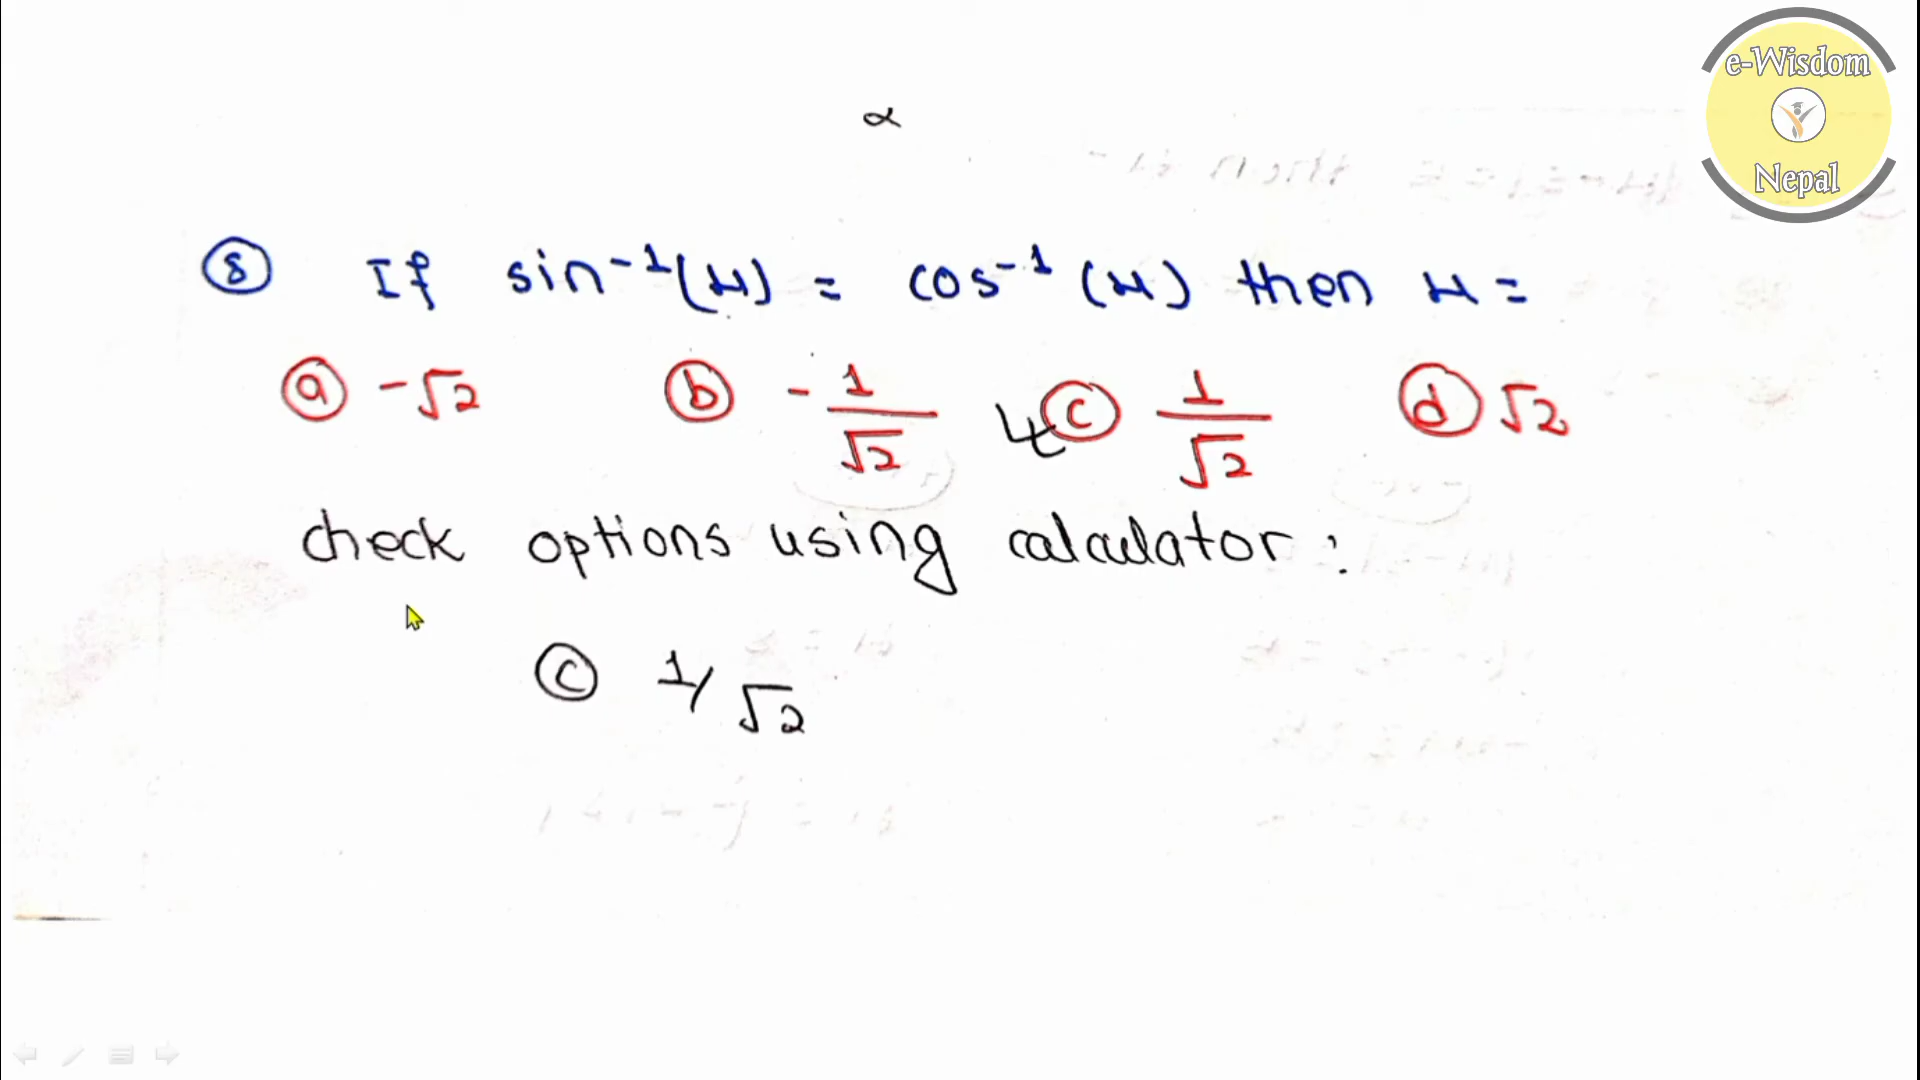 e-Wisdom
Nepal
∝
⑧ If sin⁻¹(x) = cos⁻¹(x) then x =
ⓐ -√2 ⓑ -1/√2 ⓒ 1/√2 ⓓ √2
check options using calculator :
ⓒ 1/√2